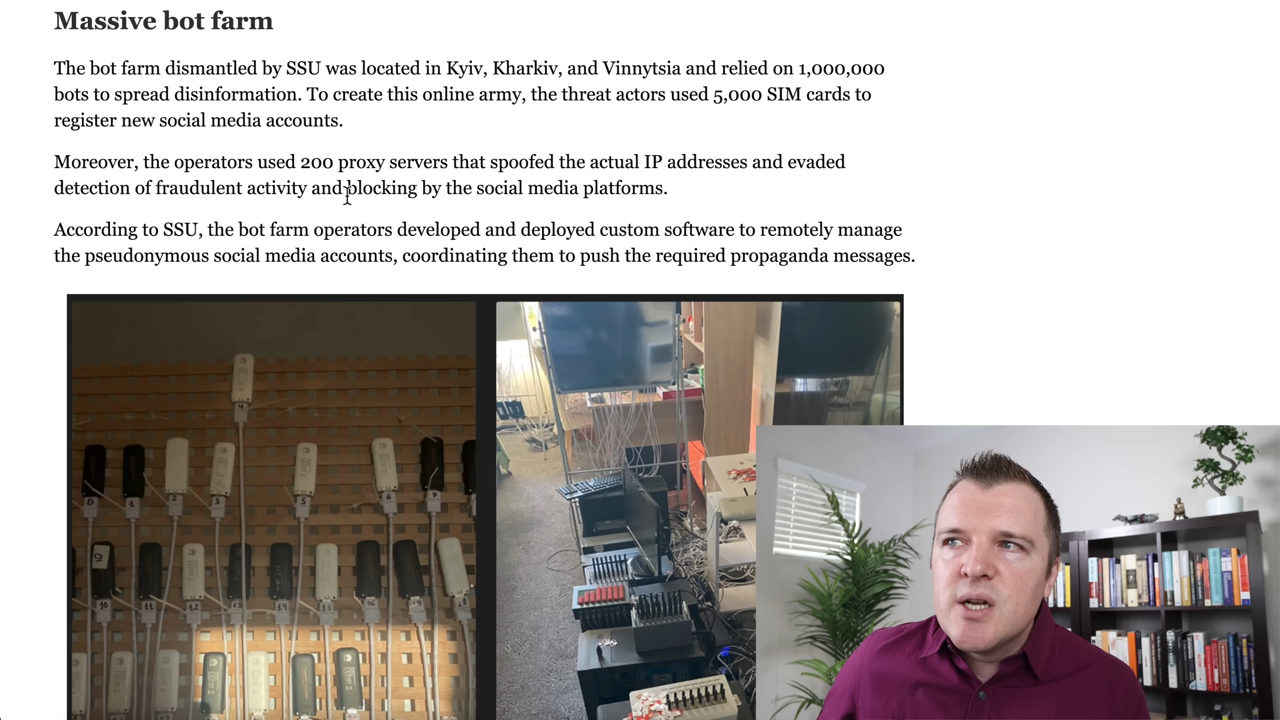 Massive bot farm
The bot farm dismantled by SSU was located in Kyiv, Kharkiv, and Vinnytsia and relied on 1,000,000
bots to spread disinformation. To create this online army, the threat actors used 5,000 SIM cards to
register new social media accounts.
Moreover, the operators used 200 proxy servers that spoofed the actual IP addresses and evaded
detection of fraudulent activity and blocking by the social media platforms.
According to SSU, the bot farm operators developed and deployed custom software to remotely manage
the pseudonymous social media accounts, coordinating them to push the required propaganda messages.